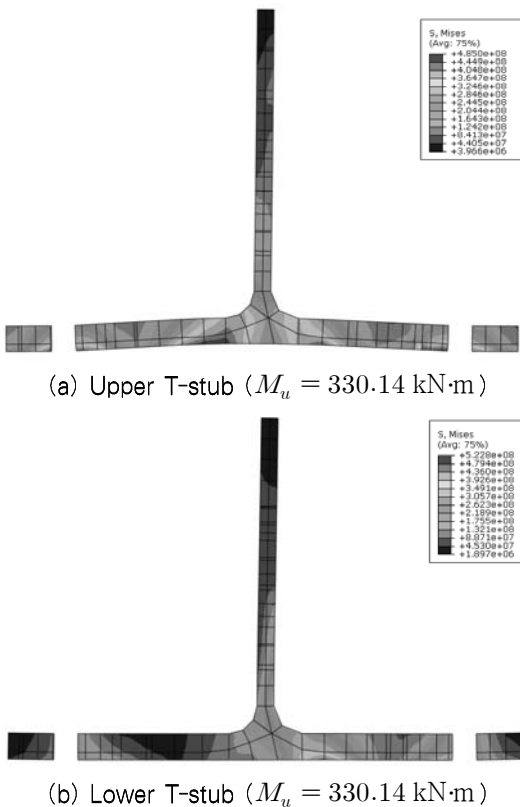 S, Mises
(Avg: 75%)
+4.850e+08
+4.449e+08
+4.048e+08
+3.647e+08
+3.246e+08
+2.846e+08
+2.445e+08
+2.044e+08
+1.643e+08
+1.242e+08
+8.413e+07
+4.405e+07
+3.966e+06
(a) Upper T-stub (M_u = 330.14 kN·m)
S, Mises
(Avg: 75%)
+5.228e+08
+4.794e+08
+4.360e+08
+3.926e+08
+3.491e+08
+3.057e+08
+2.623e+08
+2.189e+08
+1.755e+08
+1.321e+08
+8.871e+07
+4.530e+07
+1.897e+06
(b) Lower T-stub (M_u = 330.14 kN·m)